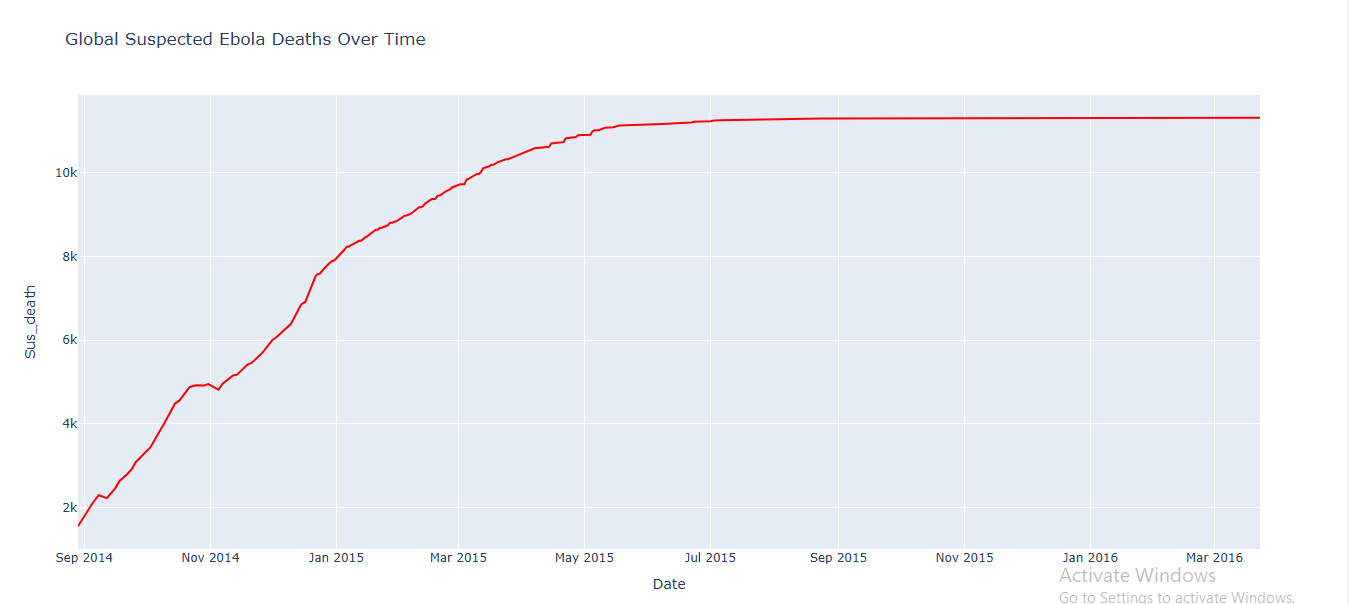 Global Suspected Ebola Deaths Over Time
10k
8k
6k
4k
2k
Sus_death
Sep 2014 Nov 2014 Jan 2015 Mar 2015 May 2015 Jul 2015 Sep 2015 Nov 2015 Jan 2016 Mar 2016
Date
Activate Windows
Go to Settings to activate Windows.